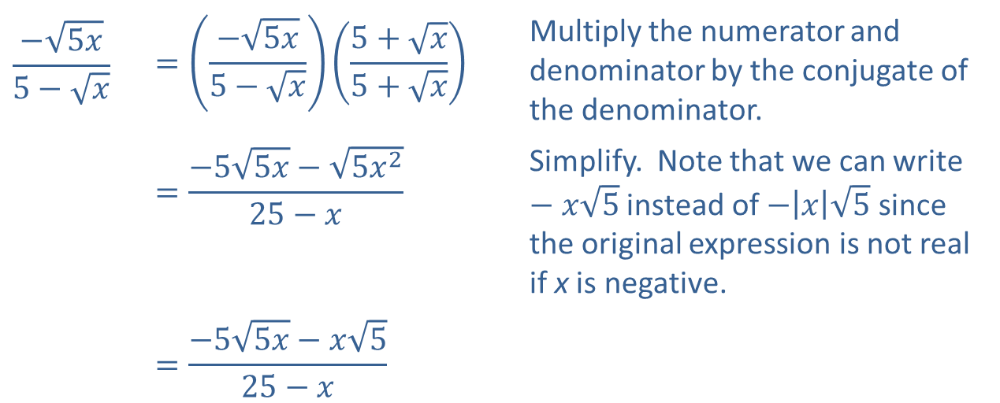 $\frac{-\sqrt{5x}}{5-\sqrt{x}} = \left(\frac{-\sqrt{5x}}{5-\sqrt{x}}\right)\left(\frac{5+\sqrt{x}}{5+\sqrt{x}}\right)$
Multiply the numerator and
denominator by the conjugate of
the denominator.
$= \frac{-5\sqrt{5x}-\sqrt{5x^2}}{25-x}$
Simplify. Note that we can write
$-x\sqrt{5}$ instead of $-|x|\sqrt{5}$ since
the original expression is not real
if x is negative.
$= \frac{-5\sqrt{5x}-x\sqrt{5}}{25-x}$